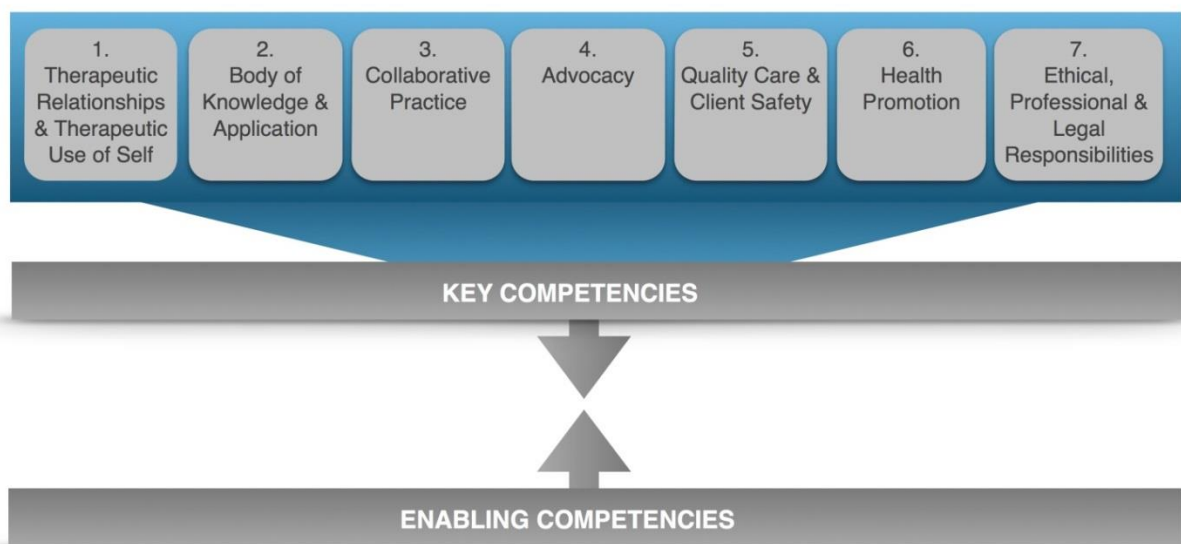 1.
Therapeutic
Relationships
& Therapeutic
Use of Self
2.
Body of
Knowledge &
Application
3.
Collaborative
Practice
4.
Advocacy
5.
Quality Care &
Client Safety
6.
Health
Promotion
7.
Ethical,
Professional &
Legal
Responsibilities
KEY COMPETENCIES
ENABLING COMPETENCIES